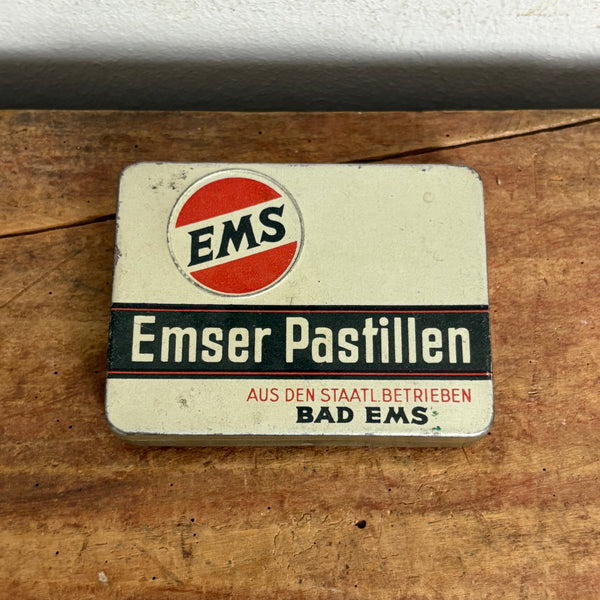 EMS
Emser Pastillen
AUS DEN STAATL.BETRIEBEN
BAD EMS